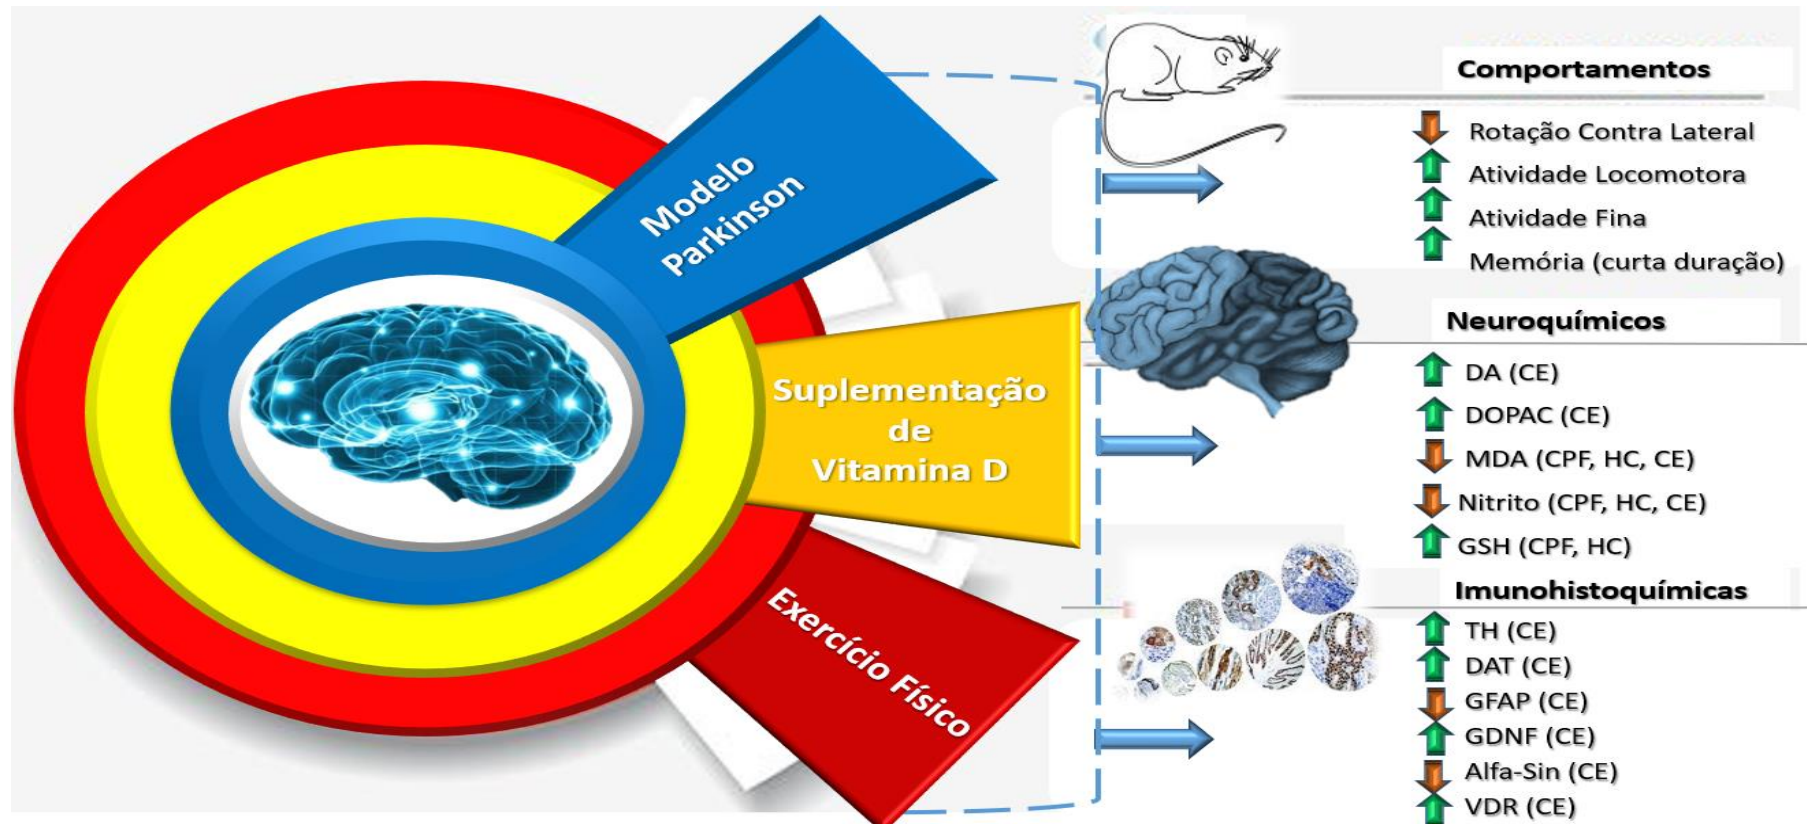 Modelo
Parkinson
Suplementação
de
Vitamina D
Exercício Físico
Comportamentos
Rotação Contra Lateral
Atividade Locomotora
Atividade Fina
Memória (curta duração)
Neuroquímicos
DA (CE)
DOPAC (CE)
MDA (CPF, HC, CE)
Nitrito (CPF, HC, CE)
GSH (CPF, HC)
Imunohistoquímicas
TH (CE)
DAT (CE)
GFAP (CE)
GDNF (CE)
Alfa-Sin (CE)
VDR (CE)